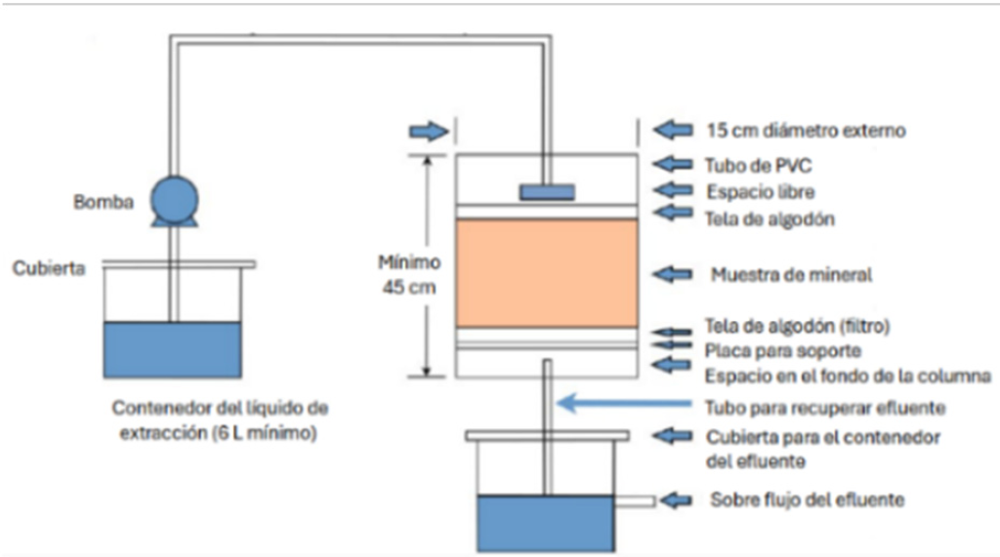 15 cm diámetro externo
Tubo de PVC
Espacio libre
Tela de algodón
Bomba
Cubierta
Mínimo
45 cm
Muestra de mineral
Tela de algodón (filtro)
Placa para soporte
Espacio en el fondo de la columna
Contenedor del líquido de
extracción (6 L mínimo)
Tubo para recuperar efluente
Cubierta para el contenedor
del efluente
Sobre flujo del efluente